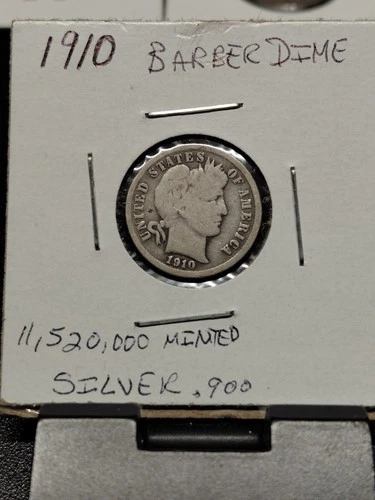 1910 BARBER DIME
UNITED STATES OF AMERICA
1910
11,520,000 MINTED
SILVER .900